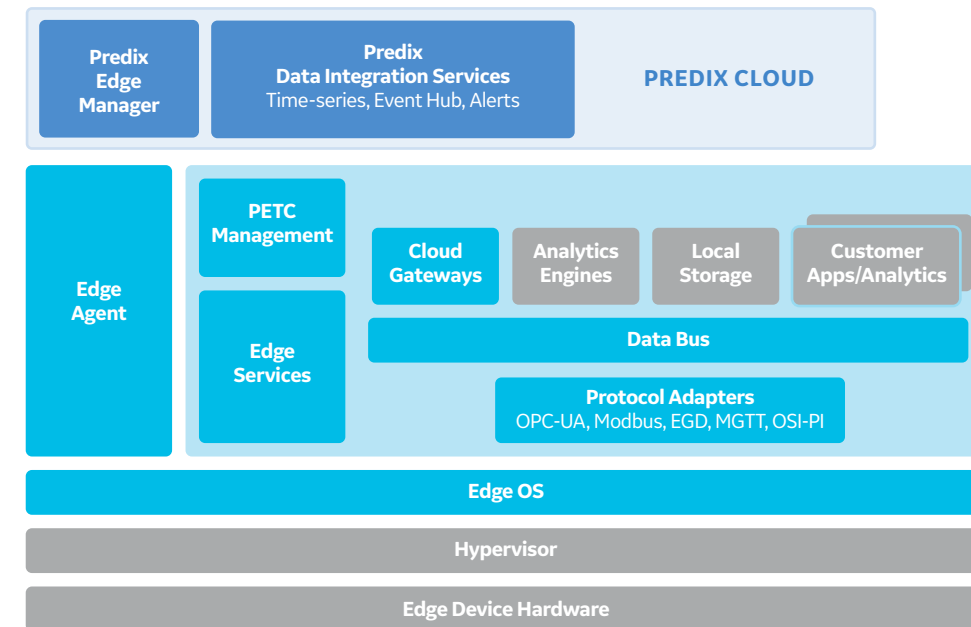 Predix
Edge
Manager
Predix
Data Integration Services
Time-series, Event Hub, Alerts
PREDIX CLOUD
Edge
Agent
PETC
Management
Edge
Services
Cloud
Gateways
Analytics
Engines
Local
Storage
Customer
Apps/Analytics
Data Bus
Protocol Adapters
OPC-UA, Modbus, EGD, MGTT, OSI-PI
Edge OS
Hypervisor
Edge Device Hardware